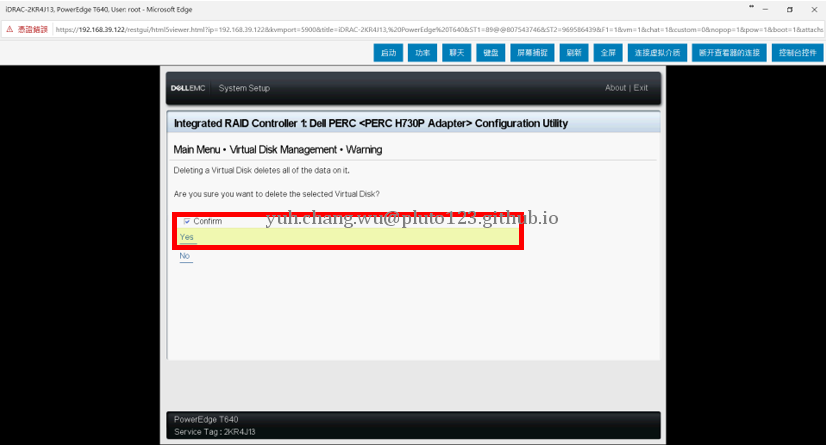 iDRAC-2KR4J13, PowerEdge T640, User: root - Microsoft Edge
憑證錯誤 https://192.168.39.122/restgui/html5viewer.html?ip=192.168.39.122&kvmport=5900&title=iDRAC-2KR4J13,%20PowerEdge%20T640&ST1=89@@807543746&ST2=969586439&F1=1&vm=1&chat=1&custom=0&nopop=1&pow=1&boot=1&attachs
启动 功率 聊天 键盘 屏幕捕捉 刷新 全屏 连接虚拟介质 断开查看器的连接 控制台控件
DELLEMC System Setup About | Exit
Integrated RAID Controller 1: Dell PERC <PERC H730P Adapter> Configuration Utility
Main Menu • Virtual Disk Management • Warning
Deleting a Virtual Disk deletes all of the data on it.
Are you sure you want to delete the selected Virtual Disk?
Confirm
yuh.chang.wu@pluto123.github.io
Yes
No
PowerEdge T640
Service Tag : 2KR4J13